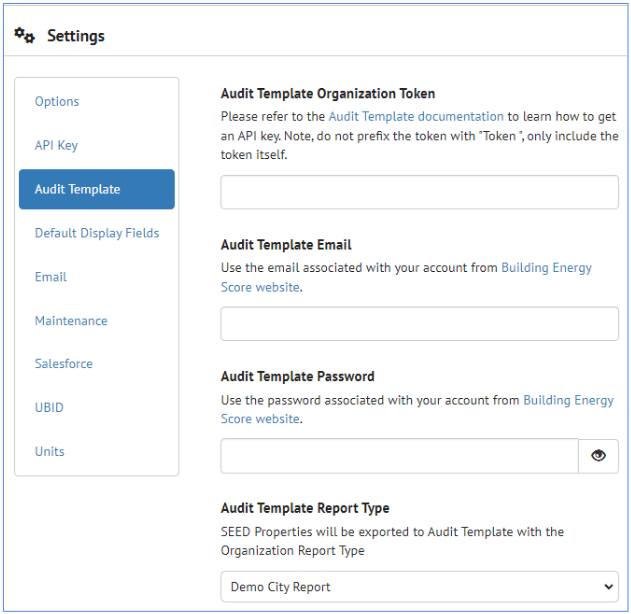 Settings
Options
API Key
Audit Template
Default Display Fields
Email
Maintenance
Salesforce
UBID
Units
Audit Template Organization Token
Please refer to the Audit Template documentation to learn how to get
an API key. Note, do not prefix the token with "Token ", only include the
token itself.
Audit Template Email
Use the email associated with your account from Building Energy
Score website.
Audit Template Password
Use the password associated with your account from Building Energy
Score website.
Audit Template Report Type
SEED Properties will be exported to Audit Template with the
Organization Report Type
Demo City Report